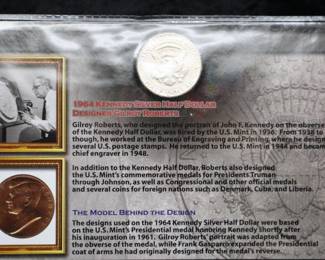 1964 Kennedy Silver Half Dollar
Designer Gilroy Roberts
Gilroy Roberts, who designed the portrait of John F. Kennedy on the obverse
of the Kennedy Half Dollar, was hired by the U.S. Mint in 1936. From 1938 to
though, he worked at the Bureau of Engraving and Printing, where he designed
several U.S. postage stamps. He returned to the U.S. Mint in 1944 and became
chief engraver in 1948.
In addition to the Kennedy Half Dollar, Roberts also designed
the U.S. Mint's commemorative medals for Presidents Truman
through Johnson, as well as Congressional and other official medals
and several coins for foreign nations such as Denmark, Cuba, and Liberia.
The Model Behind the Design
The designs used on the 1964 Kennedy Silver Half Dollar were based
on the U.S. Mint's Presidential medal honoring Kennedy shortly after
his inauguration in 1961. Gilroy Roberts' portrait was adapted from
the obverse of the medal, while Frank Gasparro expanded the Presidential
coat of arms he had originally designed for the medal's reverse.